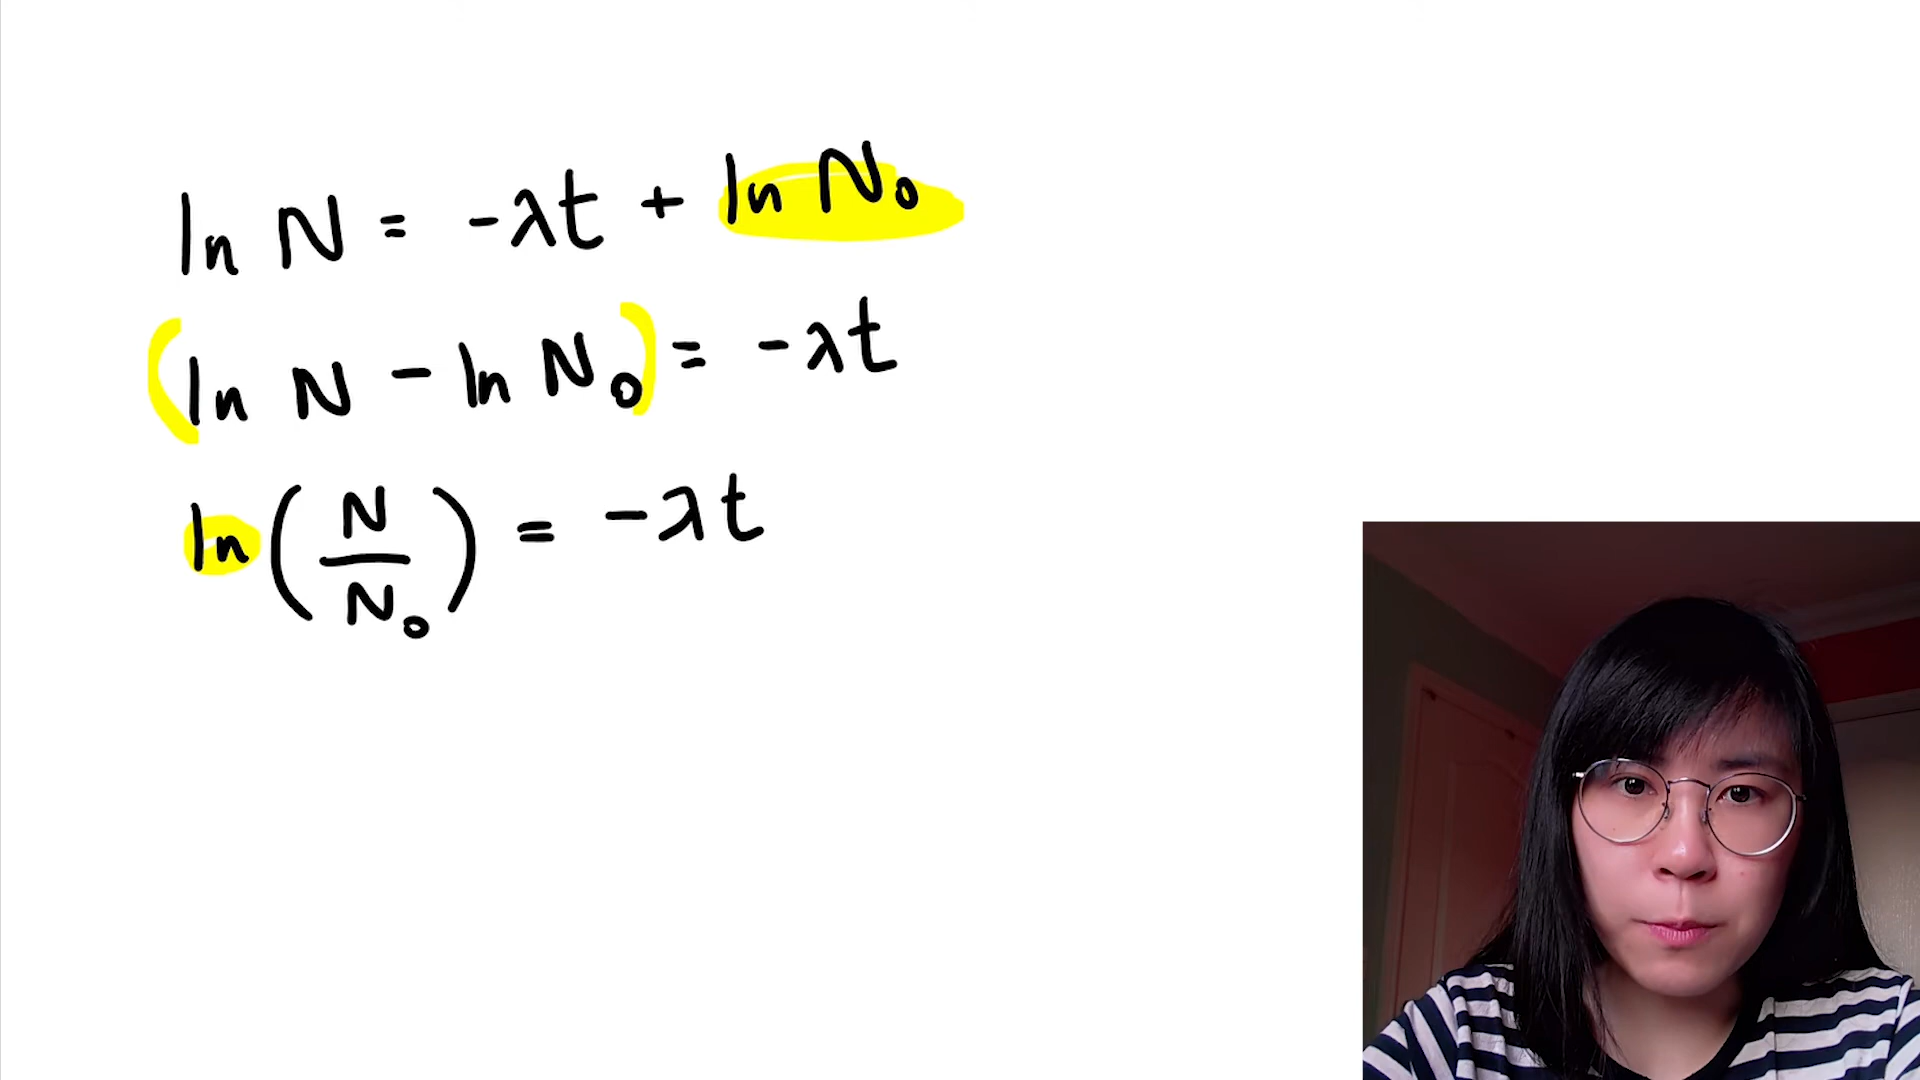 ln N = -λt + ln N₀
(ln N - ln N₀) = -λt
ln(N/N₀) = -λt